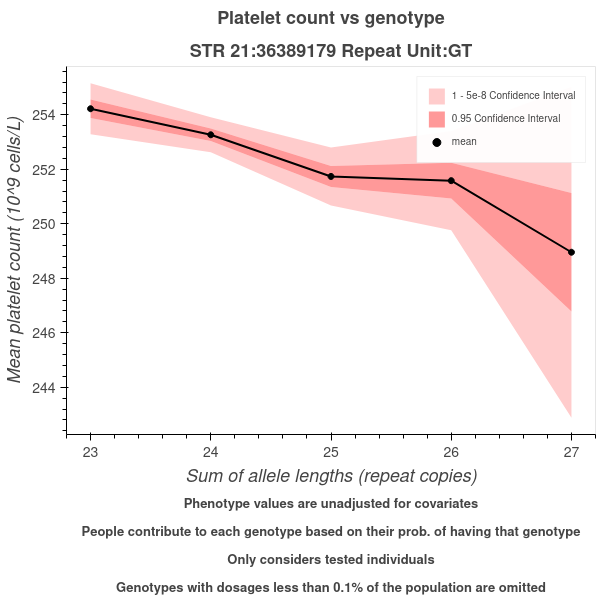 Platelet count vs genotype
STR 21:36389179 Repeat Unit:GT
1 - 5e-8 Confidence Interval
0.95 Confidence Interval
mean
Mean platelet count (10^9 cells/L)
254
252
250
248
246
244
23 24 25 26 27
Sum of allele lengths (repeat copies)
Phenotype values are unadjusted for covariates
People contribute to each genotype based on their prob. of having that genotype
Only considers tested individuals
Genotypes with dosages less than 0.1% of the population are omitted